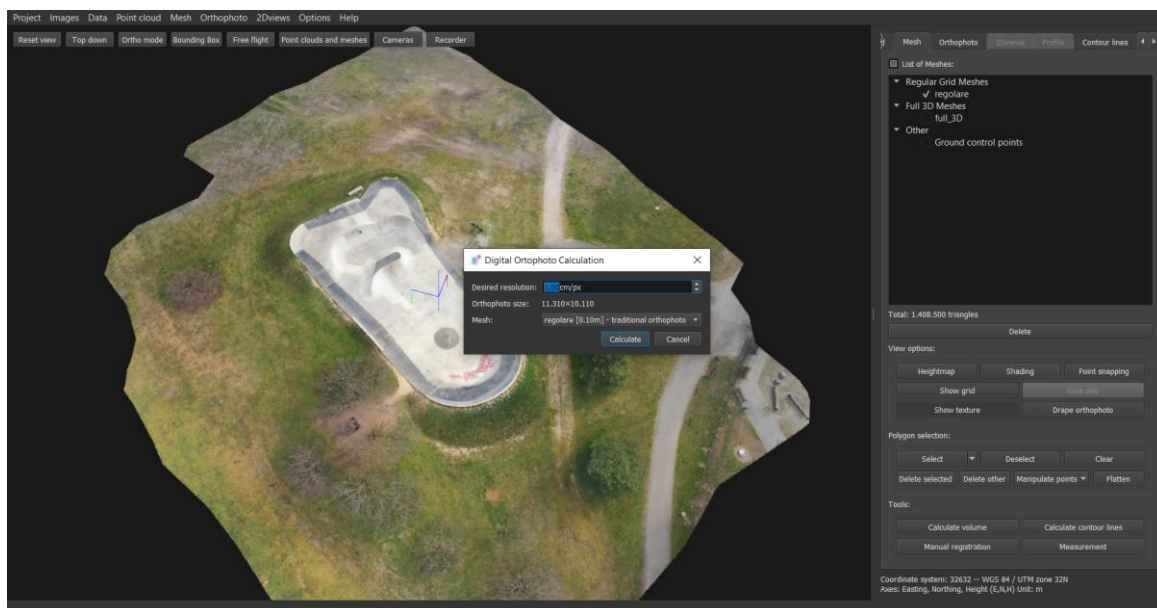 Project Images Data Point cloud Mesh Orthophoto 2Dviews Options Help
Reset view Top down Ortho mode Bounding Box Free flight Point clouds and meshes Cameras Recorder
Mesh Orthophoto 2Dviews Profile Contour lines
List of Meshes:
Regular Grid Meshes
regolare
Full 3D Meshes
full_3D
Other
Ground control points
Digital Ortophoto Calculation
Desired resolution: cm/px
Orthophoto size: 11.310×10.110
Mesh: regolare [0.10m] - traditional orthophoto
Calculate Cancel
Total: 1.408.500 triangles
Delete
View options:
Heightmap Shading Point snapping
Show grid Wire only
Show texture Drape orthophoto
Polygon selection:
Select Deselect Clear
Delete selected Delete other Manipulate points Flatten
Tools:
Calculate volume Calculate contour lines
Manual registration Measurement
Coordinate system: 32632 -- WGS 84 / UTM zone 32N
Axes: Easting, Northing, Height (E,N,H) Unit: m